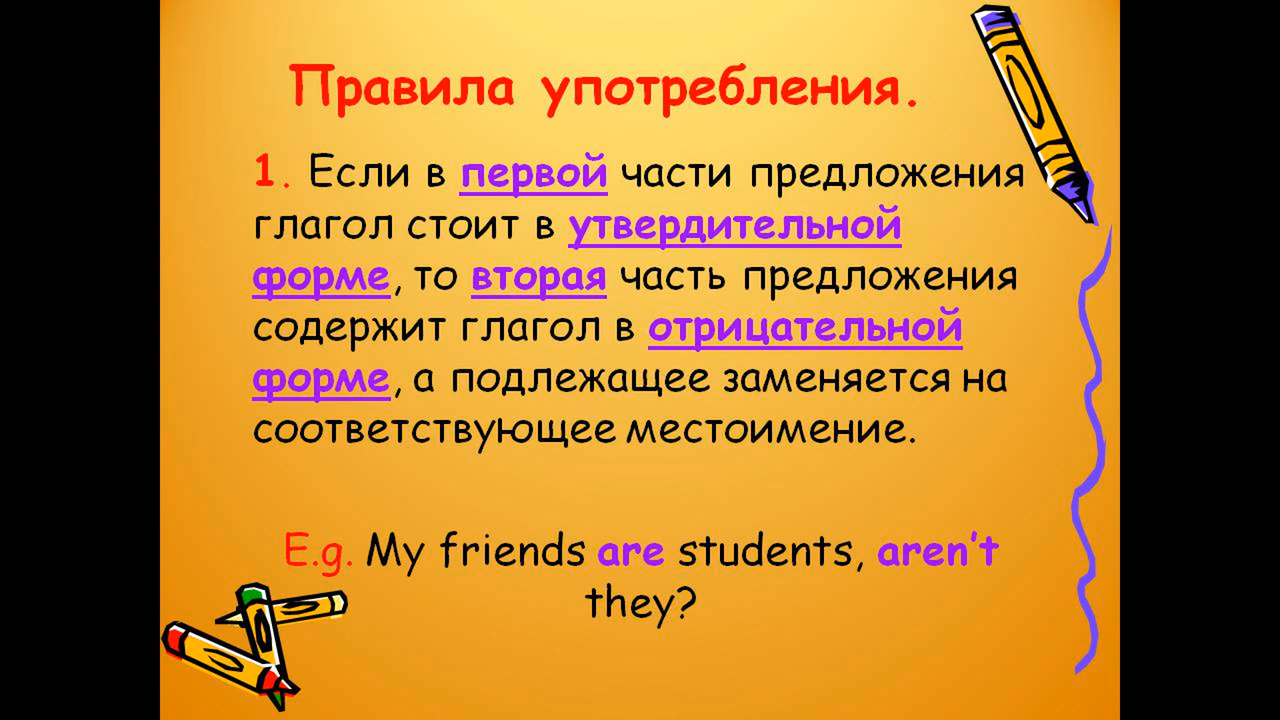 Правила употребления.
1. Если в первой части предложения
глагол стоит в утвердительной
форме, то вторая часть предложения
содержит глагол в отрицательной
форме, а подлежащее заменяется на
соответствующее местоимение.
E.g. My friends are students, aren't
they?